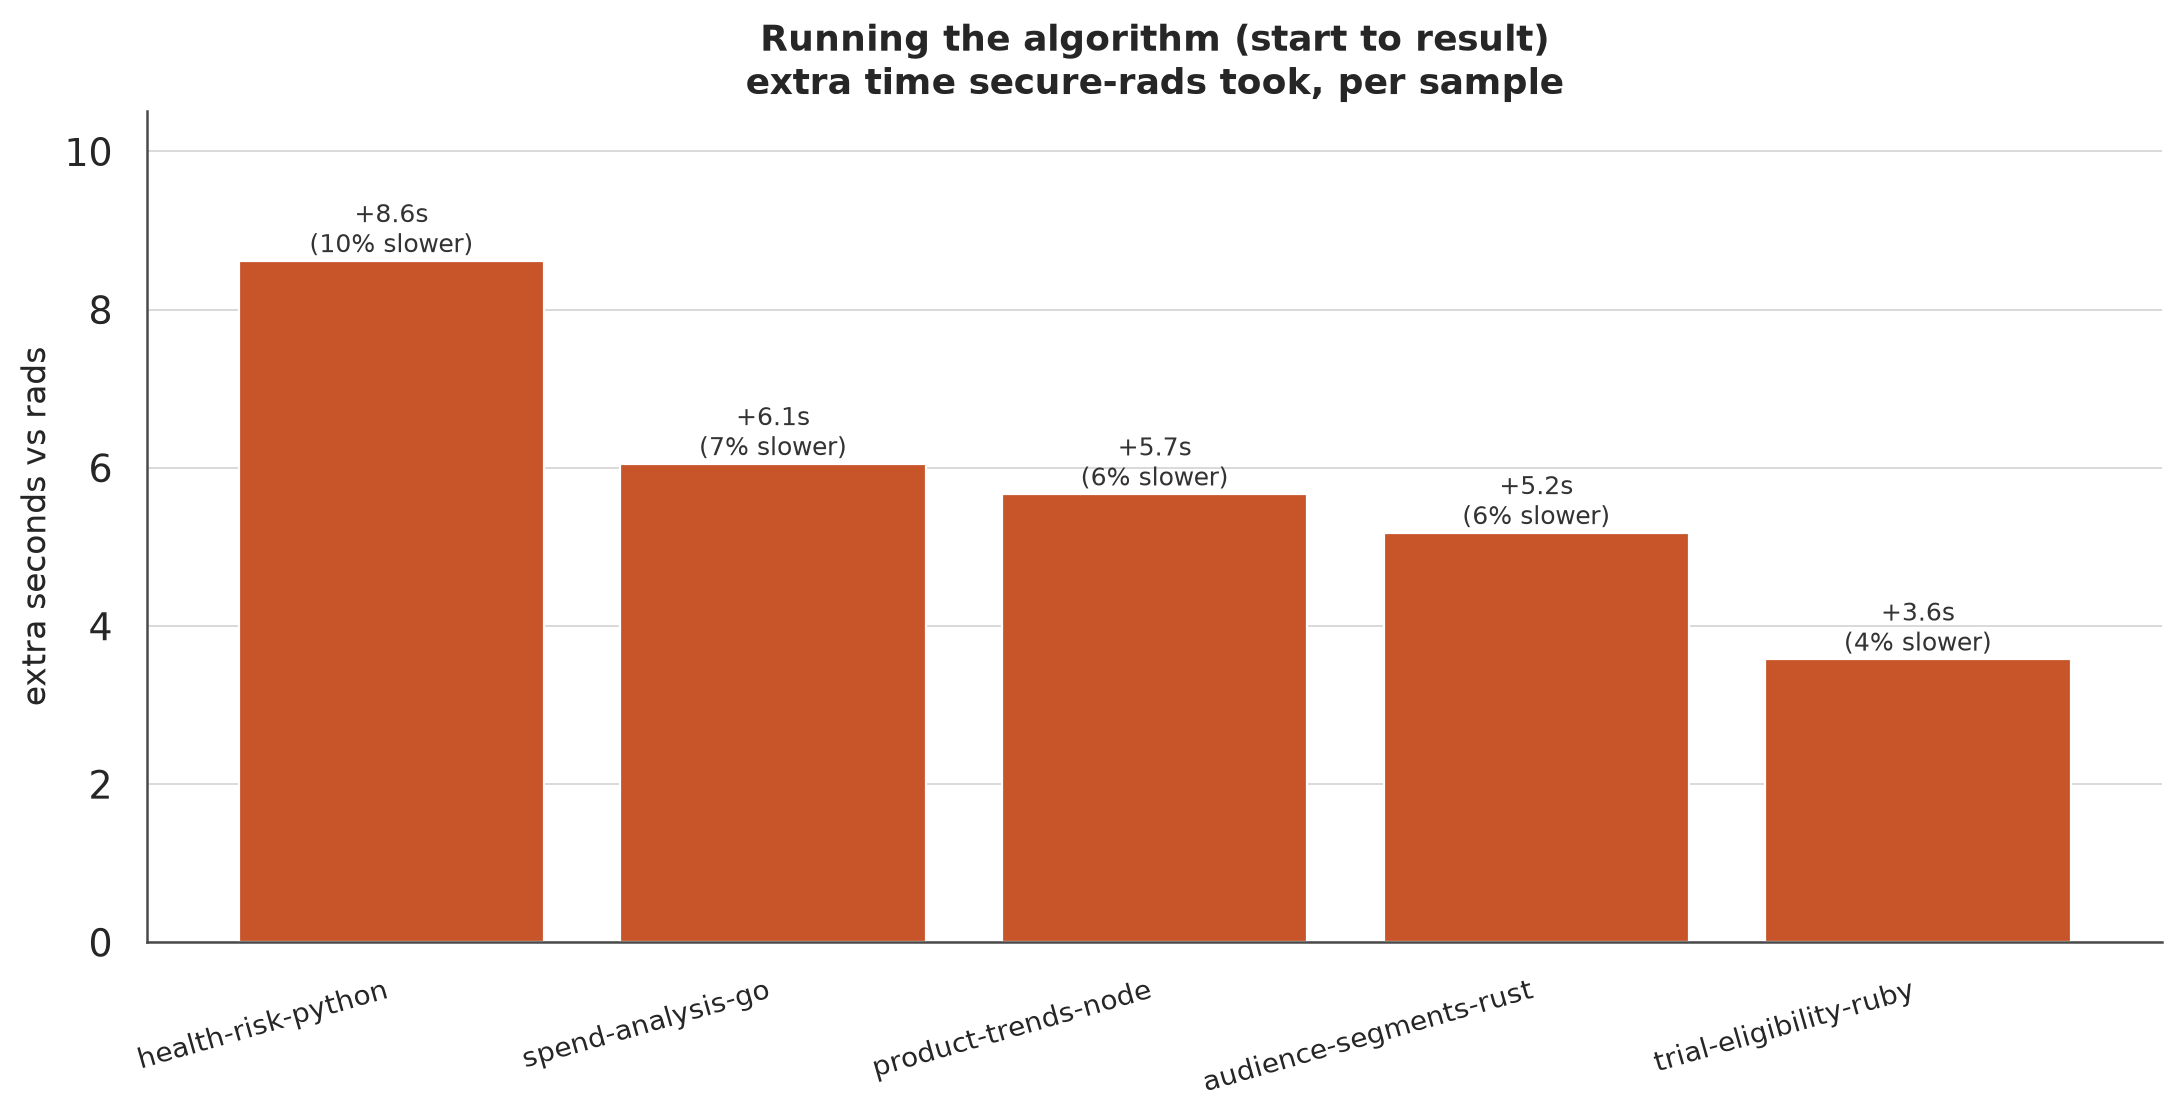 Running the algorithm (start to result)
extra time secure-rads took, per sample
extra seconds vs rads
10
8
6
4
2
0
+8.6s
(10% slower)
+6.1s
(7% slower)
+5.7s
(6% slower)
+5.2s
(6% slower)
+3.6s
(4% slower)
health-risk-python
spend-analysis-go
product-trends-node
audience-segments-rust
trial-eligibility-ruby